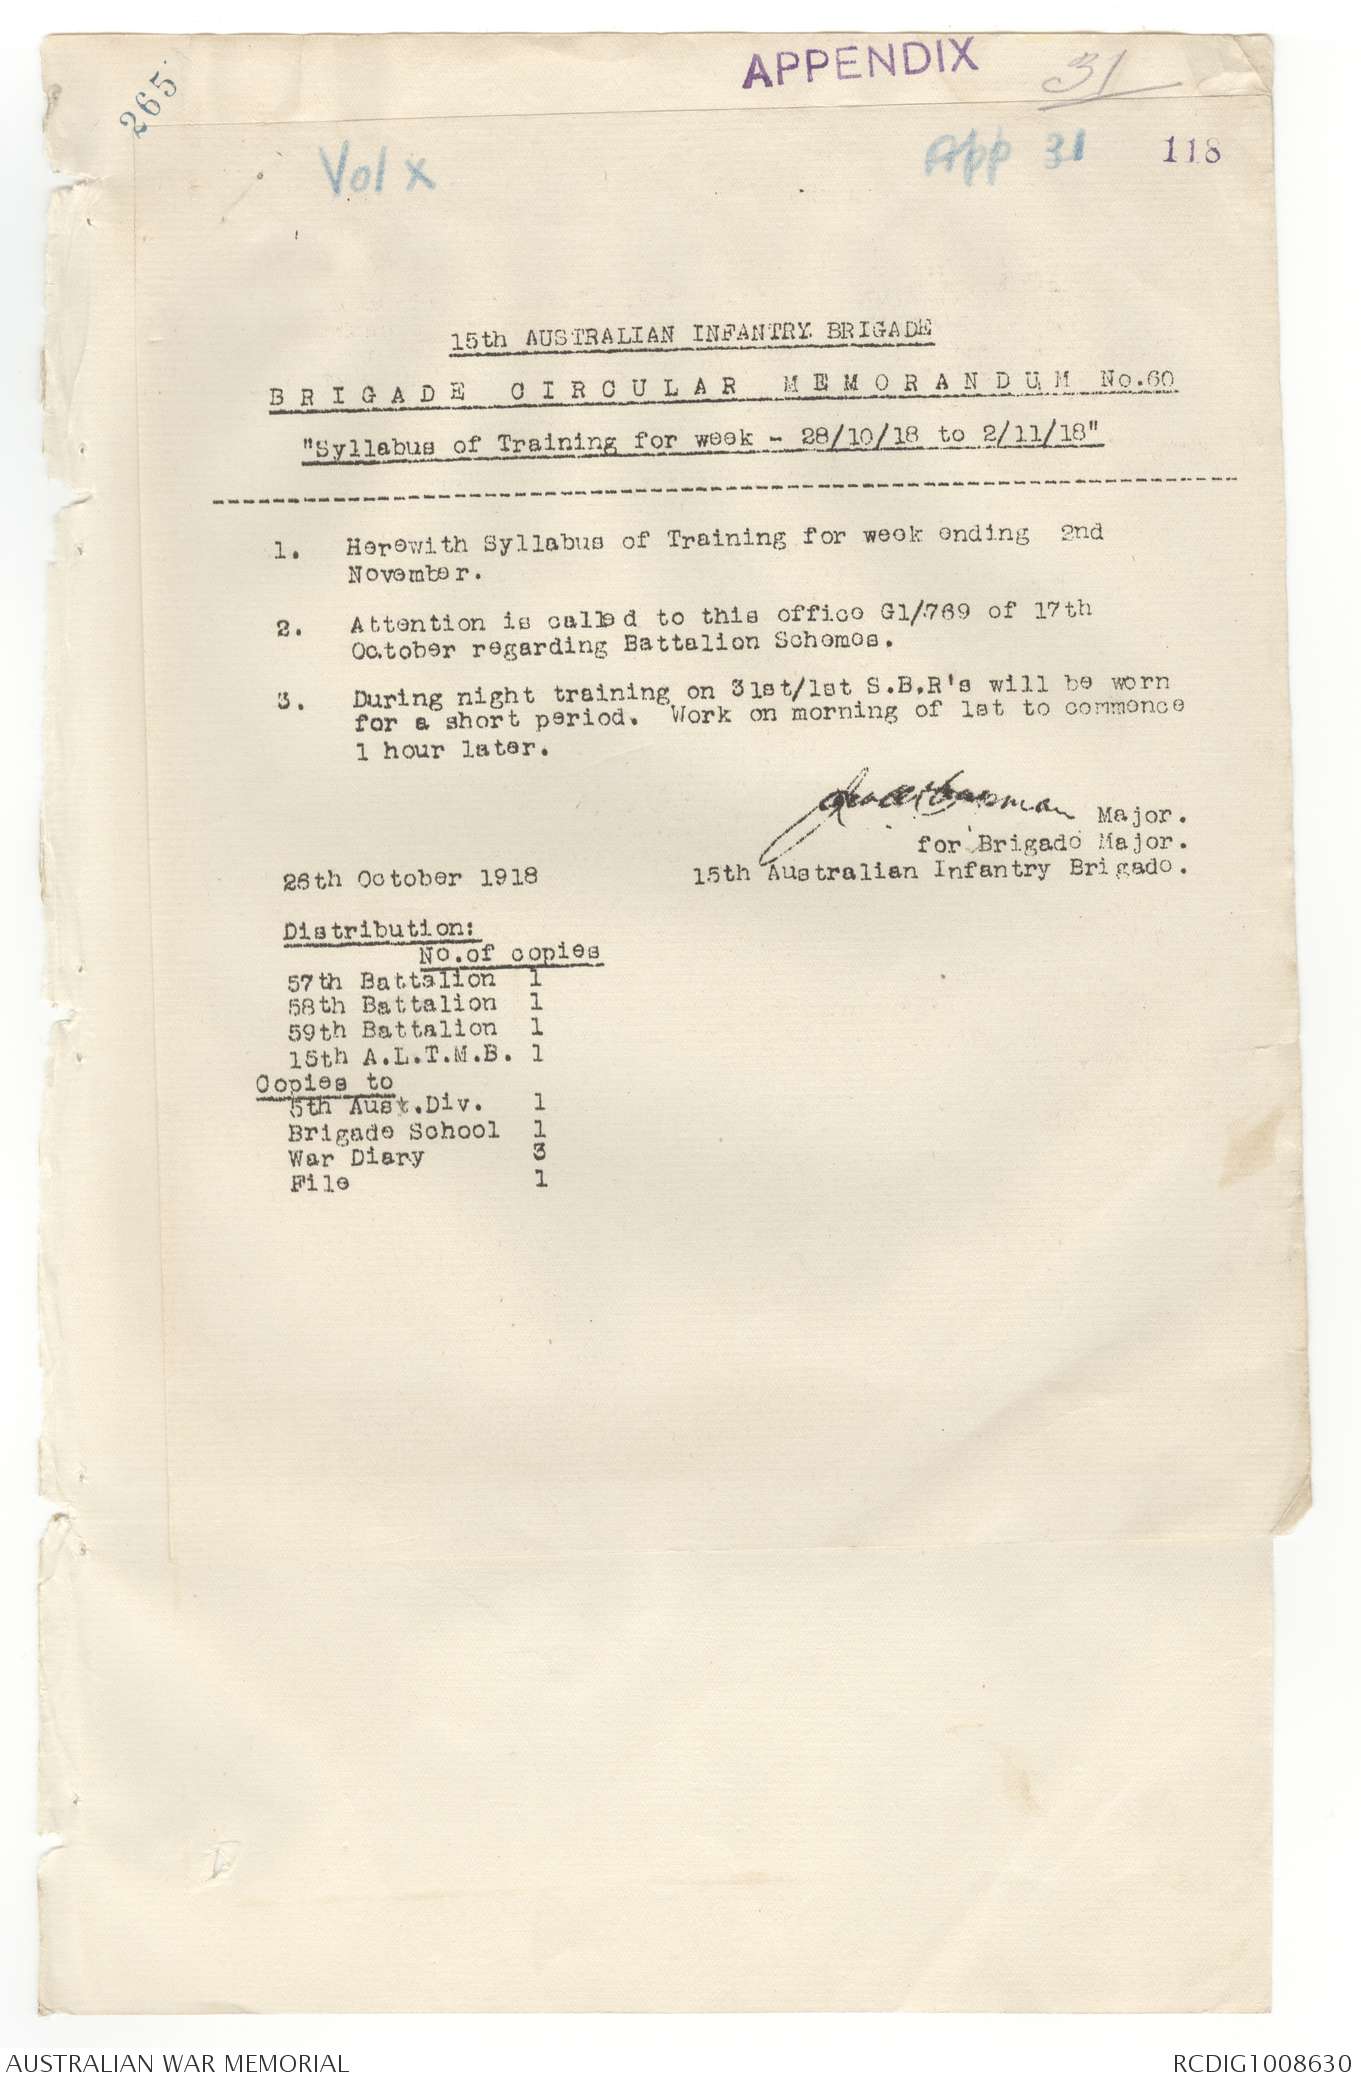 265
APPENDIX 31
Vol X
App 31
118
15th AUSTRALIAN INFANTRY BRIGADE
BRIGADE CIRCULAR MEMORANDUM No.60
"Syllabus of Training for week - 28/10/18 to 2/11/18"
1. Herewith Syllabus of Training for week ending 2nd
November.
2. Attention is called to this office G1/769 of 17th
October regarding Battalion Schemes.
3. During night training on 31st/1st S.B.R's will be worn
for a short period. Work on morning of 1st to commence
1 hour later.
Major.
for Brigade Major.
26th October 1918 15th Australian Infantry Brigade.
Distribution:
No.of copies
57th Battalion 1
58th Battalion 1
59th Battalion 1
15th A.L.T.M.B. 1
Copies to
5th Aust.Div. 1
Brigade School 1
War Diary 3
File 1
AUSTRALIAN WAR MEMORIAL RCDIG1008630